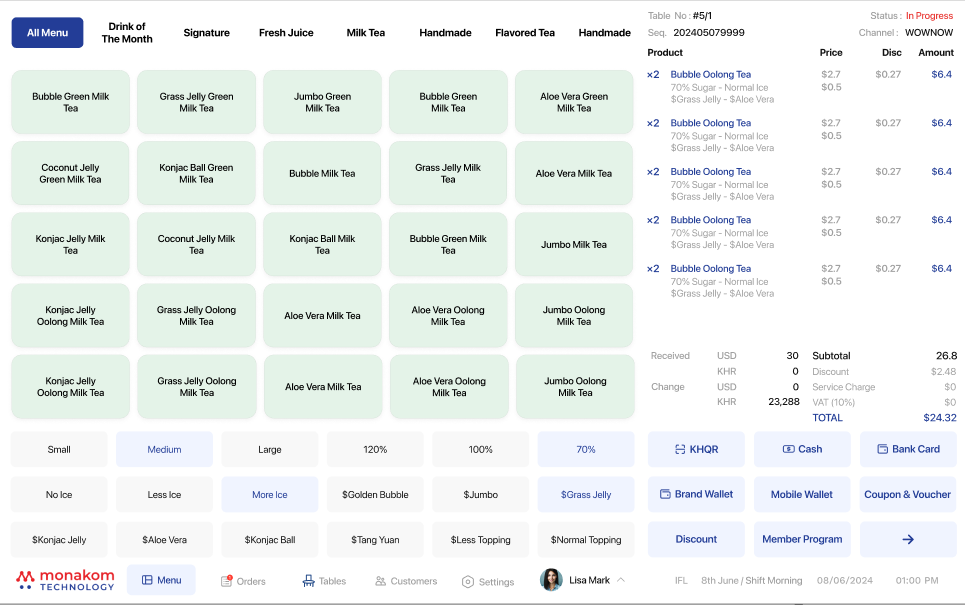 All Menu
Drink of
The Month
Signature
Fresh Juice
Milk Tea
Handmade
Flavored Tea
Handmade
Bubble Green Milk
Tea
Grass Jelly Green
Milk Tea
Jumbo Green
Milk Tea
Bubble Green
Milk Tea
Aloe Vera Green
Milk Tea
Coconut Jelly
Green Milk Tea
Konjac Ball Green
Milk Tea
Bubble Milk Tea
Grass Jelly Milk
Tea
Aloe Vera Milk Tea
Konjac Jelly Milk
Tea
Coconut Jelly Milk
Tea
Konjac Ball Milk
Tea
Bubble Green Milk
Tea
Jumbo Milk Tea
Konjac Jelly
Oolong Milk Tea
Grass Jelly Oolong
Milk Tea
Aloe Vera Milk Tea
Aloe Vera Oolong
Milk Tea
Jumbo Oolong
Milk Tea
Konjac Jelly
Oolong Milk Tea
Grass Jelly Oolong
Milk Tea
Aloe Vera Milk Tea
Aloe Vera Oolong
Milk Tea
Jumbo Oolong
Milk Tea
Small
Medium
Large
120%
100%
70%
No Ice
Less Ice
More Ice
$Golden Bubble
$Jumbo
$Grass Jelly
$Konjac Jelly
$Aloe Vera
$Konjac Ball
$Tang Yuan
$Less Topping
$Normal Topping
Table No : #5/1 Status : In Progress
Seq. 202405079999 Channel : WOWNOW
Product Price Disc Amount
×2 Bubble Oolong Tea $2.7 $0.27 $6.4
70% Sugar - Normal Ice $0.5
$Grass Jelly - $Aloe Vera
×2 Bubble Oolong Tea $2.7 $0.27 $6.4
70% Sugar - Normal Ice $0.5
$Grass Jelly - $Aloe Vera
×2 Bubble Oolong Tea $2.7 $0.27 $6.4
70% Sugar - Normal Ice $0.5
$Grass Jelly - $Aloe Vera
×2 Bubble Oolong Tea $2.7 $0.27 $6.4
70% Sugar - Normal Ice $0.5
$Grass Jelly - $Aloe Vera
×2 Bubble Oolong Tea $2.7 $0.27 $6.4
70% Sugar - Normal Ice $0.5
$Grass Jelly - $Aloe Vera
Received USD 30 Subtotal 26.8
KHR 0 Discount $2.48
Change USD 0 Service Charge $0
KHR 23,288 VAT (10%) $0
TOTAL $24.32
KHQR
Cash
Bank Card
Brand Wallet
Mobile Wallet
Coupon & Voucher
Discount
Member Program
monakom
TECHNOLOGY
Menu
Orders
Tables
Customers
Settings
Lisa Mark
IFL 8th June / Shift Morning 08/06/2024 01:00 PM